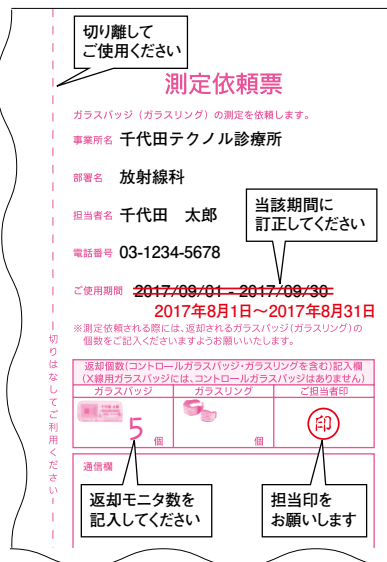 切り離して
ご使用ください
測定依頼票
ガラスバッジ（ガラスリング）の測定を依頼します。
事業所名 千代田テクノル診療所
部署名 放射線科
当該期間に
訂正してください
担当者名 千代田　太郎
電話番号 03-1234-5678
ご使用期間 2017/09/01 - 2017/09/30
2017年8月1日～2017年8月31日
※測定依頼される際には、返却されるガラスバッジ（ガラスリング）の
個数をご記入くださいますようお願いいたします。
切りはなしてご利用ください
返却個数（コントロールガラスバッジ・ガラスリングを含む）記入欄
（X線用ガラスバッジには、コントロールガラスバッジはありません）
ガラスバッジ ガラスリング ご担当者印
5 個 個 印
通信欄
返却モニタ数を
記入してください
担当印を
お願いします